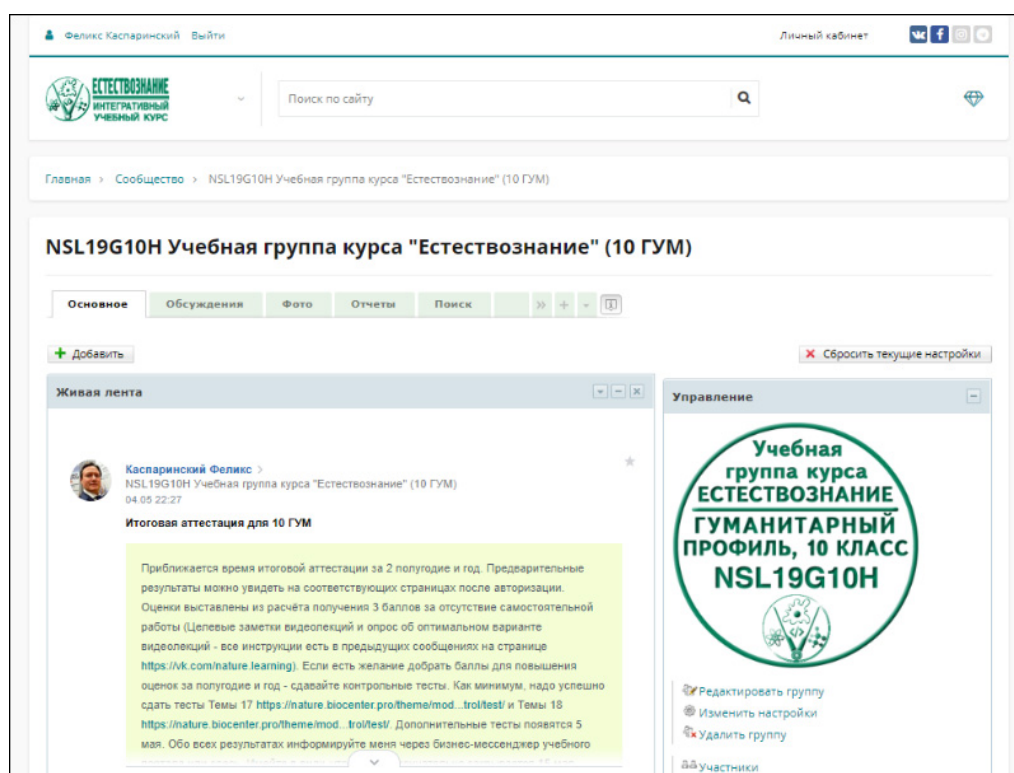 Феликс Каспаринский Выйти
Личный кабинет
ЕСТЕСТВОЗНАНИЕ
ИНТЕГРАТИВНЫЙ
УЧЕБНЫЙ КУРС
Поиск по сайту
Главная > Сообщество > NSL19G10H Учебная группа курса "Естествознание" (10 ГУМ)
NSL19G10H Учебная группа курса "Естествознание" (10 ГУМ)
Основное Обсуждения Фото Отчеты Поиск
Добавить
Сбросить текущие настройки
Живая лента
Каспаринский Феликс >
NSL19G10H Учебная группа курса "Естествознание" (10 ГУМ)
04.05 22:27
Итоговая аттестация для 10 ГУМ
Приближается время итоговой аттестации за 2 полугодие и год. Предварительные
результаты можно увидеть на соответствующих страницах после авторизации.
Оценки выставлены из расчёта получения 3 баллов за отсутствие самостоятельной
работы (Целевые заметки видеолекций и опрос об оптимальном варианте
видеолекций - все инструкции есть в предыдущих сообщениях на странице
https://vk.com/nature.learning). Если есть желание добрать баллы для повышения
оценок за полугодие и год - сдавайте контрольные тесты. Как минимум, надо успешно
сдать тесты Темы 17 https://nature.biocenter.pro/theme/mod...trol/test/ и Темы 18
https://nature.biocenter.pro/theme/mod...trol/test/. Дополнительные тесты появятся 5
мая. Обо всех результатах информируйте меня через бизнес-мессенджер учебного
Управление
Учебная
группа курса
ЕСТЕСТВОЗНАНИЕ
ГУМАНИТАРНЫЙ
ПРОФИЛЬ, 10 КЛАСС
NSL19G10H
Редактировать группу
Изменить настройки
Удалить группу
Участники